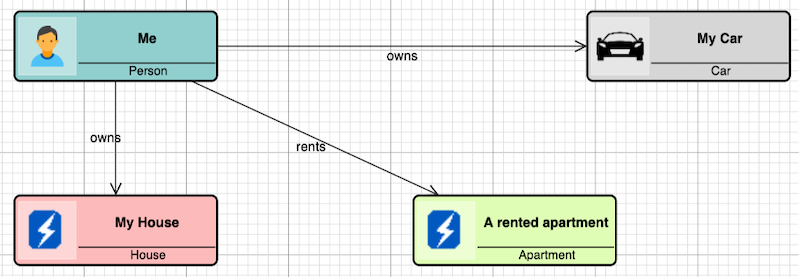 Me
Person
owns
My Car
Car
owns
rents
My House
House
A rented apartment
Apartment